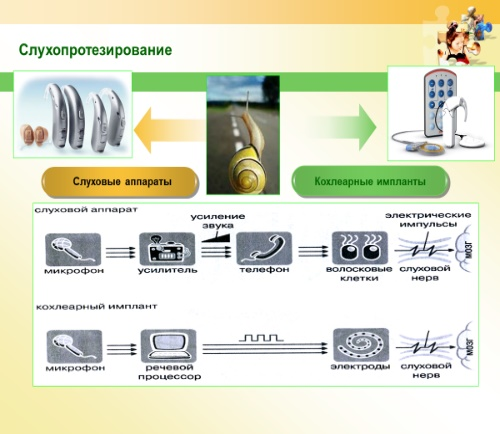 Слухопротезирование
Слуховые аппараты
Кохлеарные импланты
слуховой аппарат
усиление
звука
электрические
импульсы
микрофон
усилитель
телефон
волосковые
клетки
слуховой
нерв
мозг
кохлеарный имплант
микрофон
речевой
процессор
электроды
слуховой
нерв
мозг